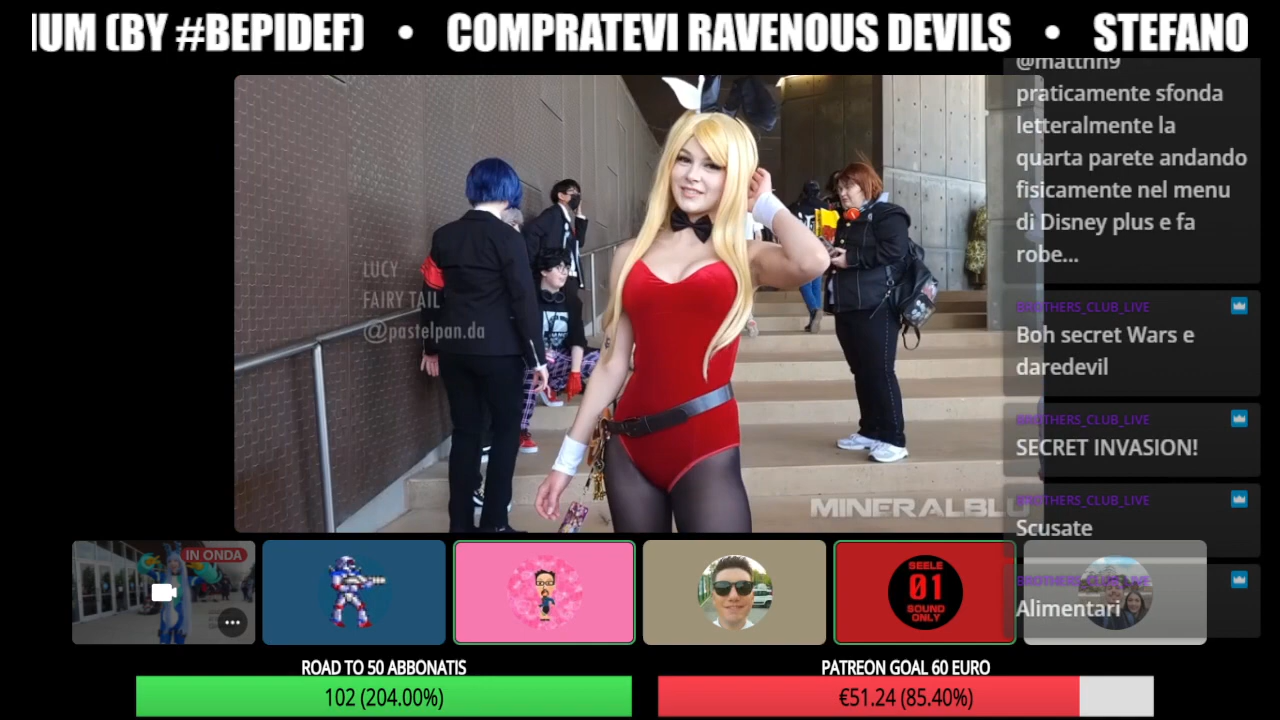 IUM (BY #BEPIDEF) • COMPRATEVI RAVENOUS DEVILS • STEFANO
@matthh9
praticamente sfonda
letteralmente la
quarta parete andando
fisicamente nel menu
di Disney plus e fa
robe...
BROTHERS_CLUB_LIVE
Boh secret Wars e
daredevil
BROTHERS_CLUB_LIVE
SECRET INVASION!
BROTHERS_CLUB_LIVE
Scusate
BROTHERS_CLUB_LIVE
Alimentari
LUCY
FAIRY TAIL
@pastelpan.da
MINERALBLU
IN ONDA
SEELE
01
SOUND
ONLY
ROAD TO 50 ABBONATIS
102 (204.00%)
PATREON GOAL 60 EURO
€51.24 (85.40%)